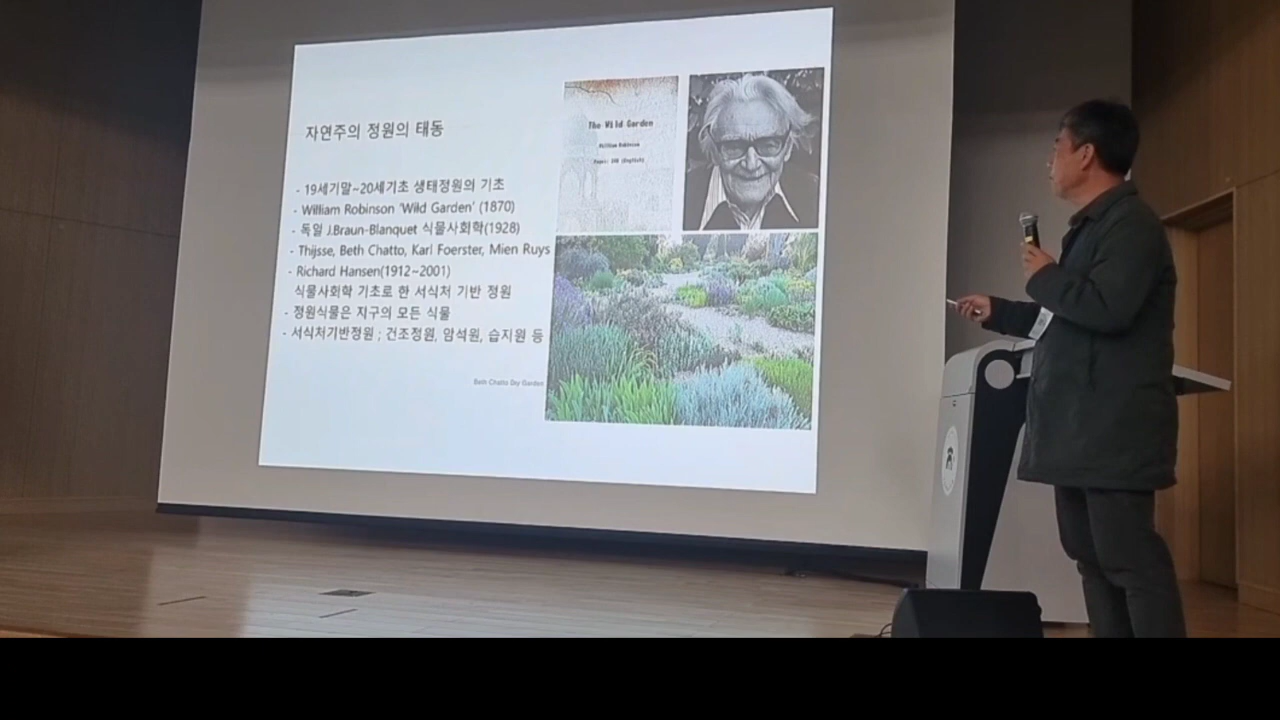 자연주의 정원의 태동
- 19세기말~20세기초 생태정원의 기초
- William Robinson 'Wild Garden' (1870)
- 독일 J.Braun-Blanquet 식물사회학(1928)
- Thijsse, Beth Chatto, Karl Foerster, Mien Ruys
- Richard Hansen(1912~2001)
식물사회학 기초로 한 서식처 기반 정원
- 정원식물은 지구의 모든 식물
- 서식처기반정원 ; 건조정원, 암석원, 습지원 등
Beth Chatto Dry Garden
The Wild Garden
William Robinson